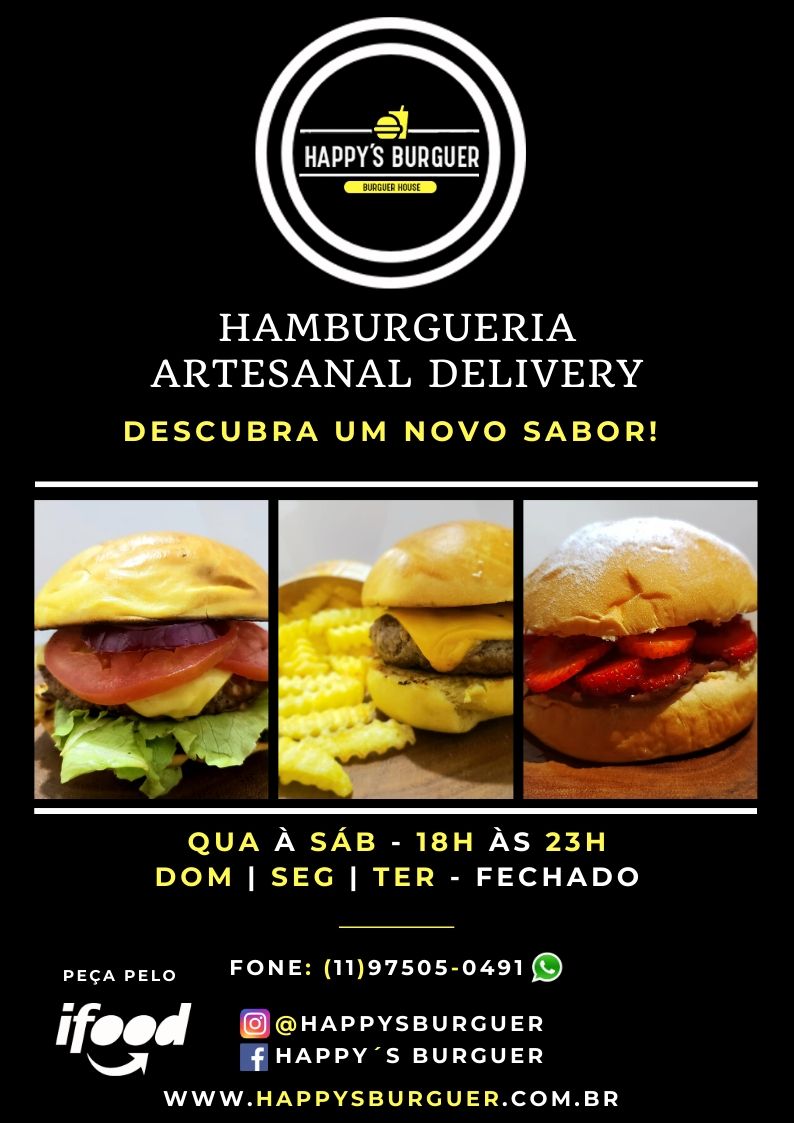 HAPPY´S BURGUER
BURGUER HOUSE
HAMBURGUERIA
ARTESANAL DELIVERY
DESCUBRA UM NOVO SABOR!
QUA À SÁB - 18H ÀS 23H
DOM | SEG | TER - FECHADO
FONE: (11)97505-0491
PEÇA PELO
ifood
@HAPPYSBURGUER
HAPPY´S BURGUER
WWW.HAPPYSBURGUER.COM.BR